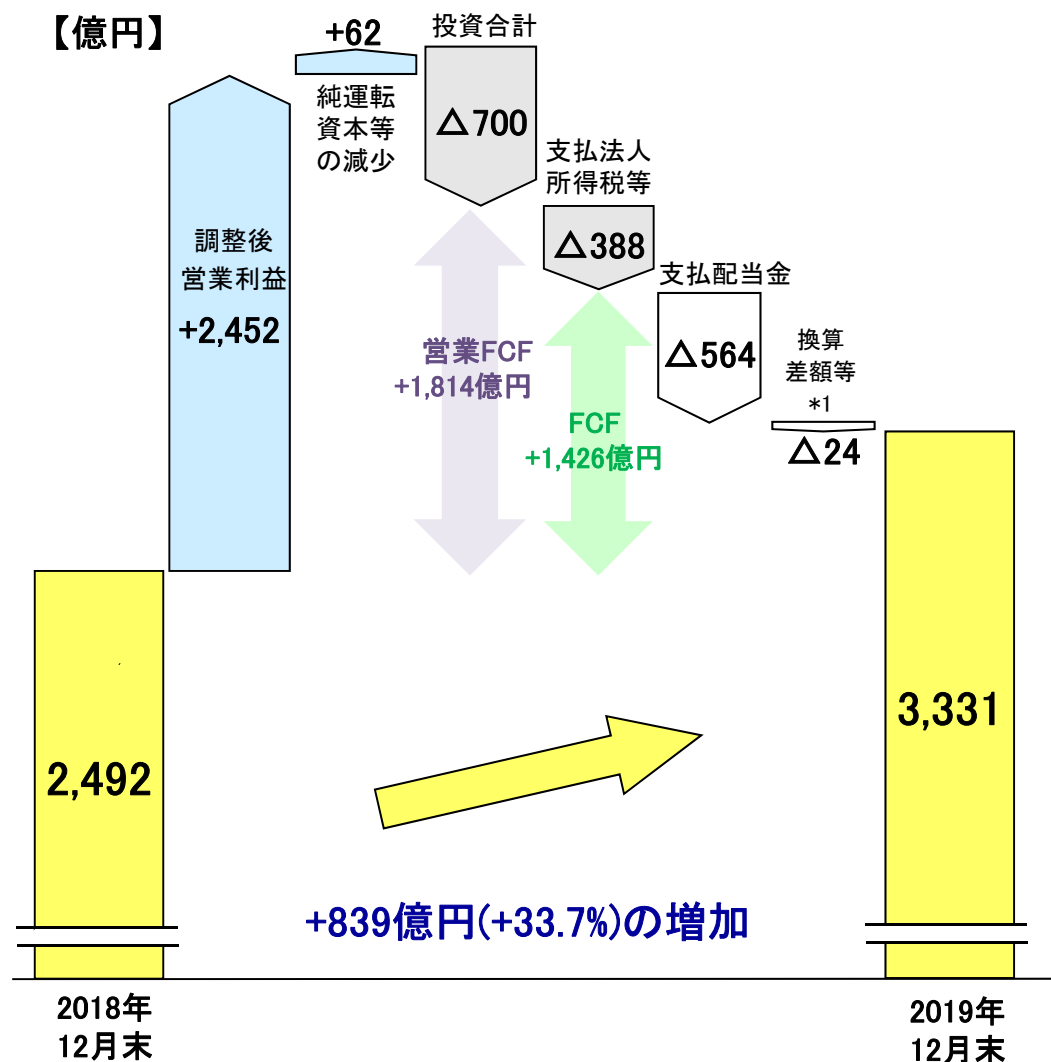 【億円】
+62
純運転
資本等
の減少
投資合計
△700
支払法人
所得税等
△388
調整後
営業利益
+2,452
支払配当金
△564
営業FCF
+1,814億円
換算
差額等
*1
△24
FCF
+1,426億円
2,492
3,331
+839億円(+33.7%)の増加
2018年
12月末
2019年
12月末